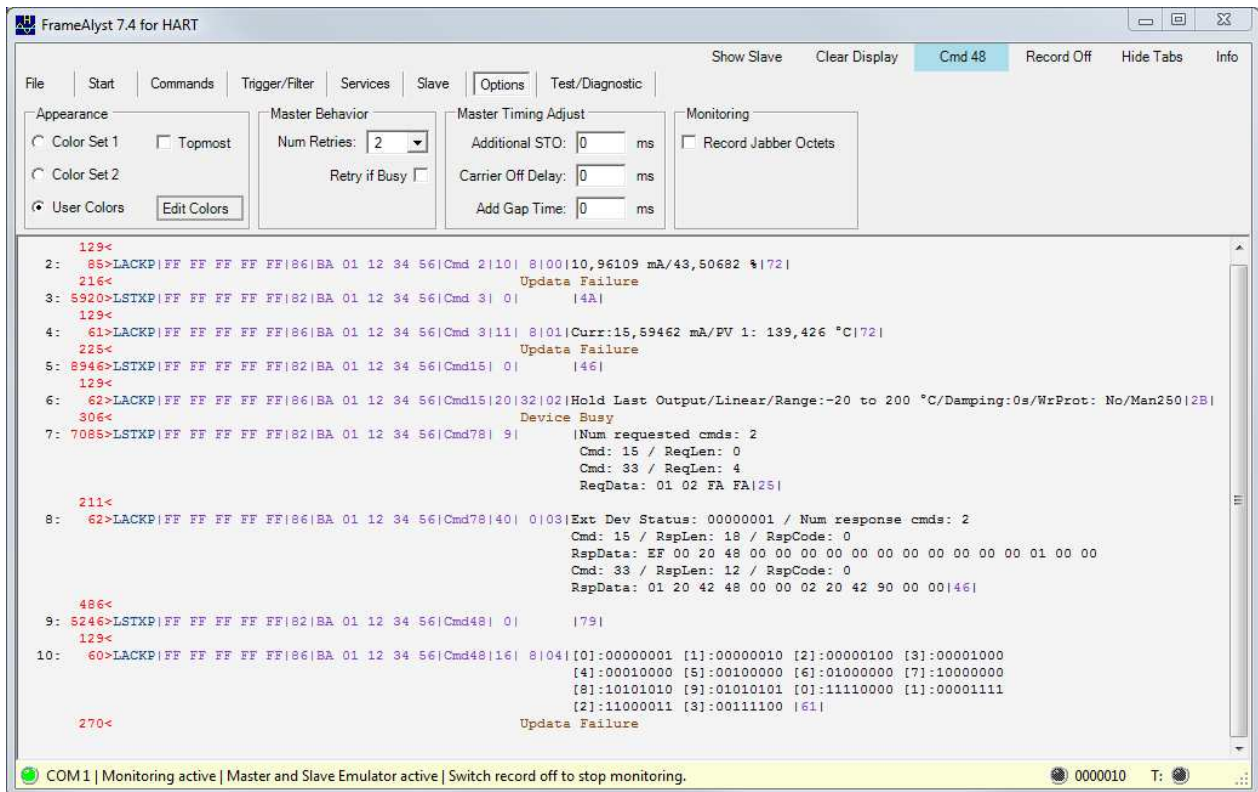 FrameAlyst 7.4 for HART
Show Slave Clear Display Cmd 48 Record Off Hide Tabs Info
File Start Commands Trigger/Filter Services Slave Options Test/Diagnostic
Appearance Master Behavior Master Timing Adjust Monitoring
Color Set 1 Topmost Num Retries: 2 Additional STO: 0 ms Record Jabber Octets
Color Set 2 Retry if Busy Carrier Off Delay: 0 ms
User Colors Edit Colors Add Gap Time: 0 ms
129<
2: 85>LACKP|FF FF FF FF FF|86|BA 01 12 34 56|Cmd 2|10| 8|00|10,96109 mA/43,50682 %|72|
216< Updata Failure
3: 5920>LSTXP|FF FF FF FF FF|82|BA 01 12 34 56|Cmd 3| 0| |4A|
129<
4: 61>LACKP|FF FF FF FF FF|86|BA 01 12 34 56|Cmd 3|11| 8|01|Curr:15,59462 mA/PV 1: 139,426 °C|72|
225< Updata Failure
5: 8946>LSTXP|FF FF FF FF FF|82|BA 01 12 34 56|Cmd15| 0| |46|
129<
6: 62>LACKP|FF FF FF FF FF|86|BA 01 12 34 56|Cmd15|20|32|02|Hold Last Output/Linear/Range:-20 to 200 °C/Damping:0s/WrProt: No/Man250|2B|
306< Device Busy
7: 7085>LSTXP|FF FF FF FF FF|82|BA 01 12 34 56|Cmd78| 9| |Num requested cmds: 2
Cmd: 15 / ReqLen: 0
Cmd: 33 / ReqLen: 4
ReqData: 01 02 FA FA|25|
211<
8: 62>LACKP|FF FF FF FF FF|86|BA 01 12 34 56|Cmd78|40| 0|03|Ext Dev Status: 00000001 / Num response cmds: 2
Cmd: 15 / RspLen: 18 / RspCode: 0
RspData: EF 00 20 48 00 00 00 00 00 00 00 00 00 00 00 01 00 00
Cmd: 33 / RspLen: 12 / RspCode: 0
RspData: 01 20 42 48 00 00 02 20 42 90 00 00|46|
486<
9: 5246>LSTXP|FF FF FF FF FF|82|BA 01 12 34 56|Cmd48| 0| |79|
129<
10: 60>LACKP|FF FF FF FF FF|86|BA 01 12 34 56|Cmd48|16| 8|04|[0]:00000001 [1]:00000010 [2]:00000100 [3]:00001000
[4]:00010000 [5]:00100000 [6]:01000000 [7]:10000000
[8]:10101010 [9]:01010101 [0]:11110000 [1]:00001111
[2]:11000011 [3]:00111100 |61|
270< Updata Failure
COM 1 | Monitoring active | Master and Slave Emulator active | Switch record off to stop monitoring. 0000010 T: